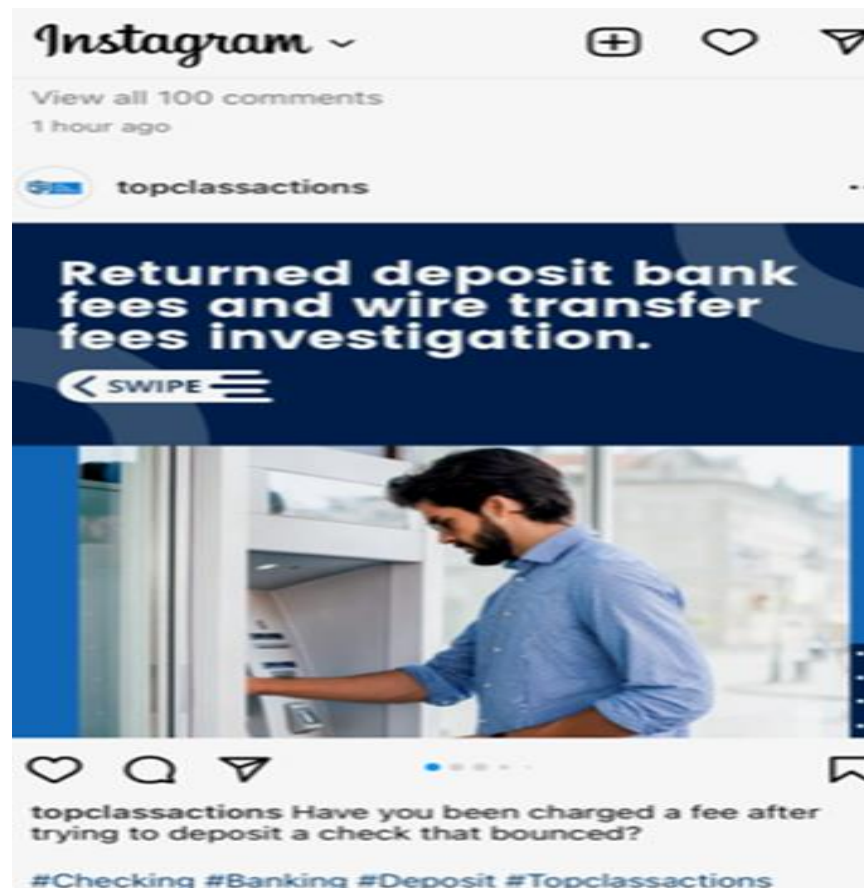 Instagram
View all 100 comments
1 hour ago
topclassactions
Returned deposit bank
fees and wire transfer
fees investigation.
SWIPE
topclassactions Have you been charged a fee after
trying to deposit a check that bounced?
#Checking #Banking #Deposit #Topclassactions